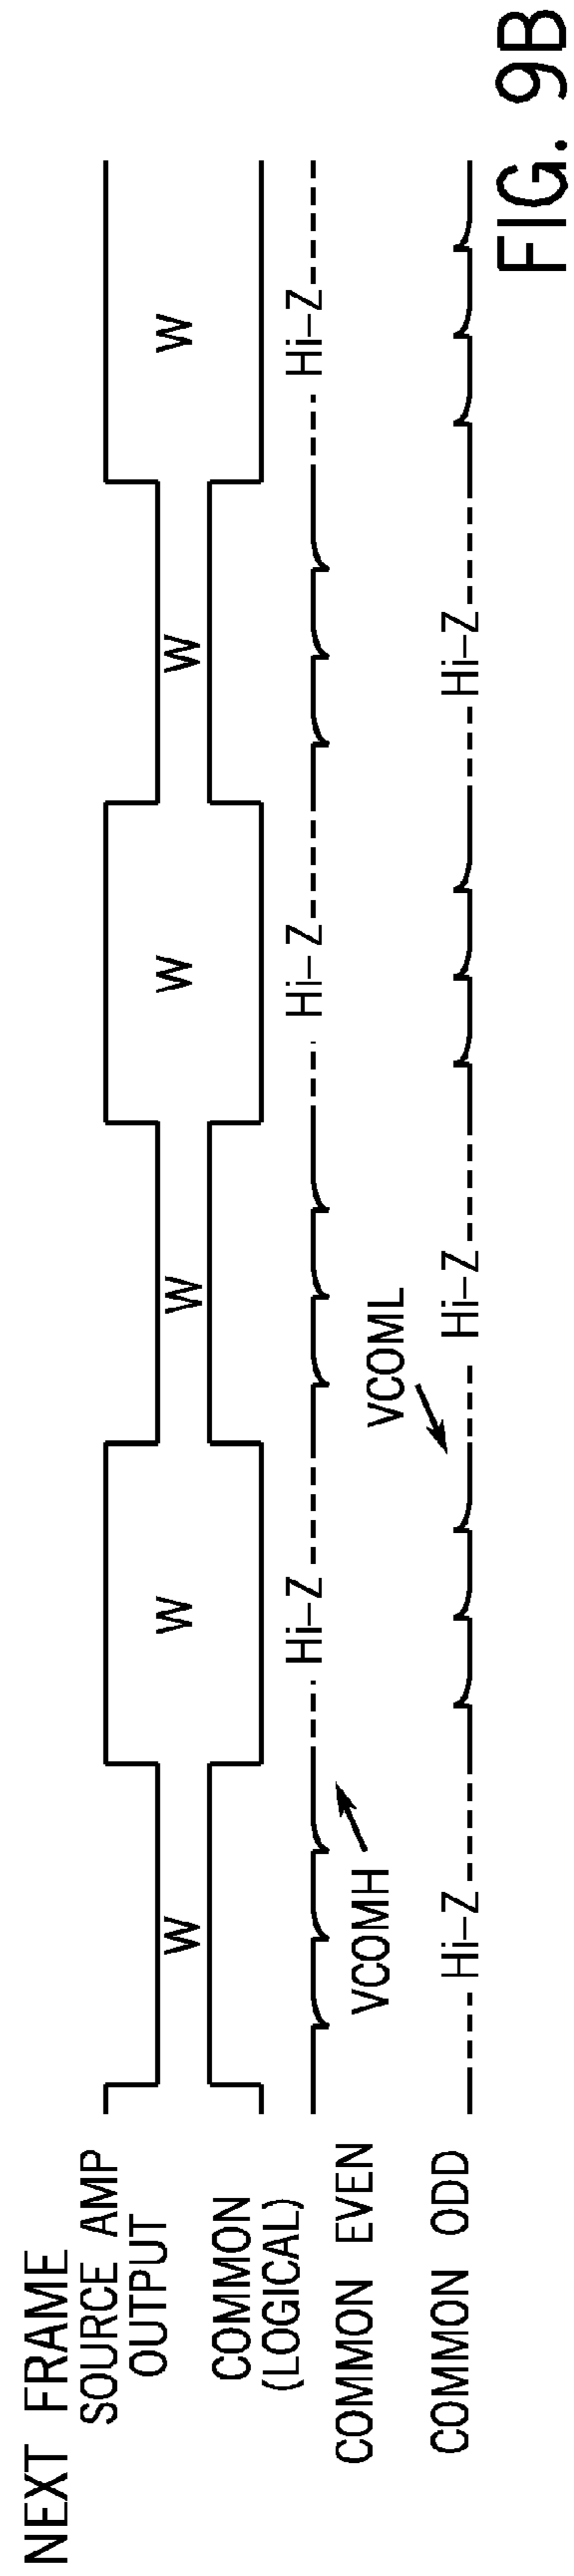 NEXT FRAME
SOURCE AMP
OUTPUT
W W W W W W
COMMON
(LOGICAL)
Hi–Z Hi–Z Hi–Z
COMMON EVEN
VCOMH VCOML
COMMON ODD
Hi–Z Hi–Z Hi–Z
FIG. 9B